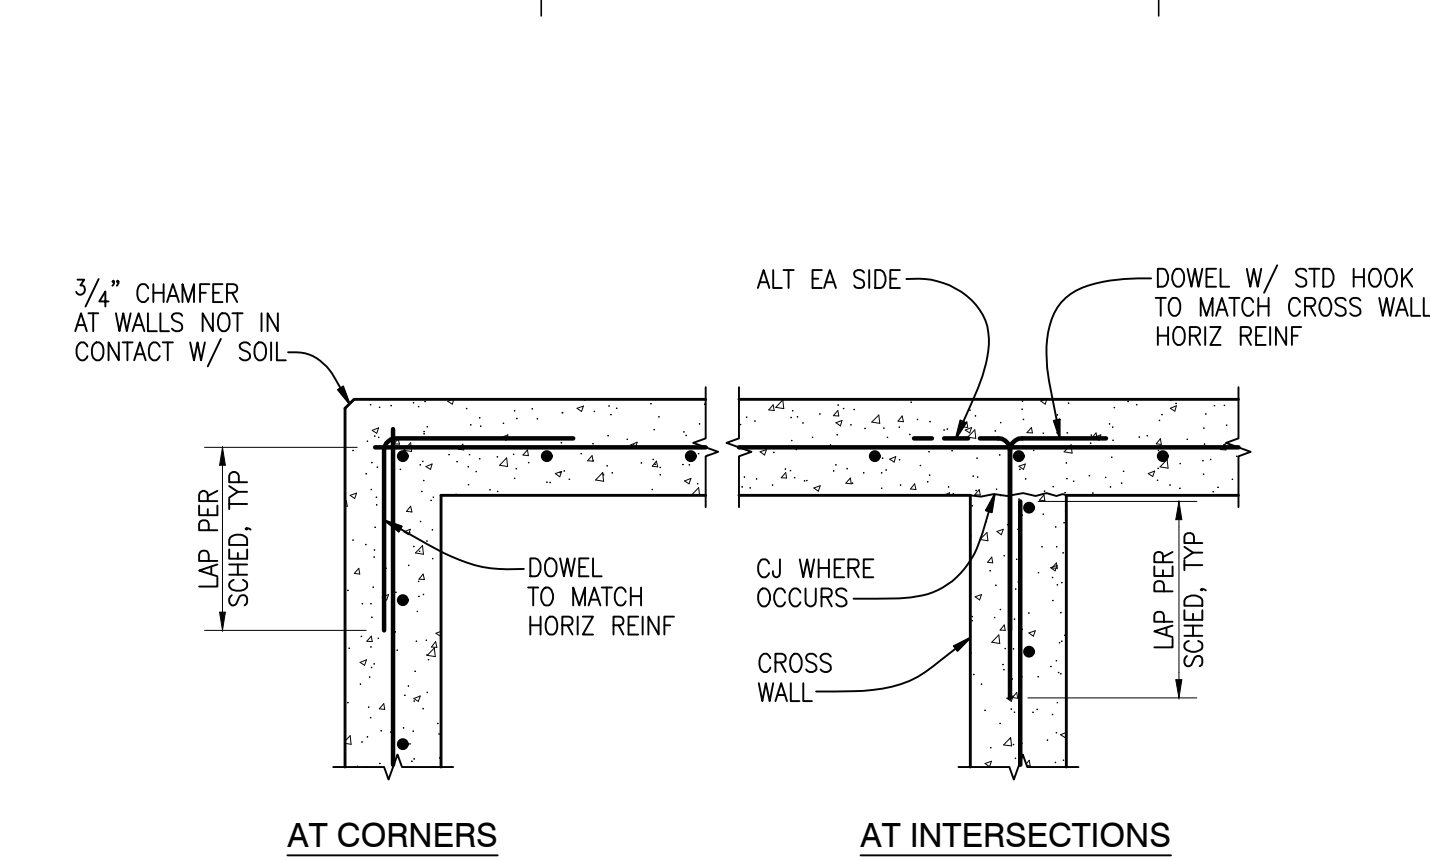 3/4” CHAMFER
AT WALLS NOT IN
CONTACT W/ SOIL
LAP PER
SCHED, TYP
DOWEL
TO MATCH
HORIZ REINF
AT CORNERS
ALT EA SIDE
DOWEL W/ STD HOOK
TO MATCH CROSS WALL
HORIZ REINF
CJ WHERE
OCCURS
CROSS
WALL
LAP PER
SCHED, TYP
AT INTERSECTIONS